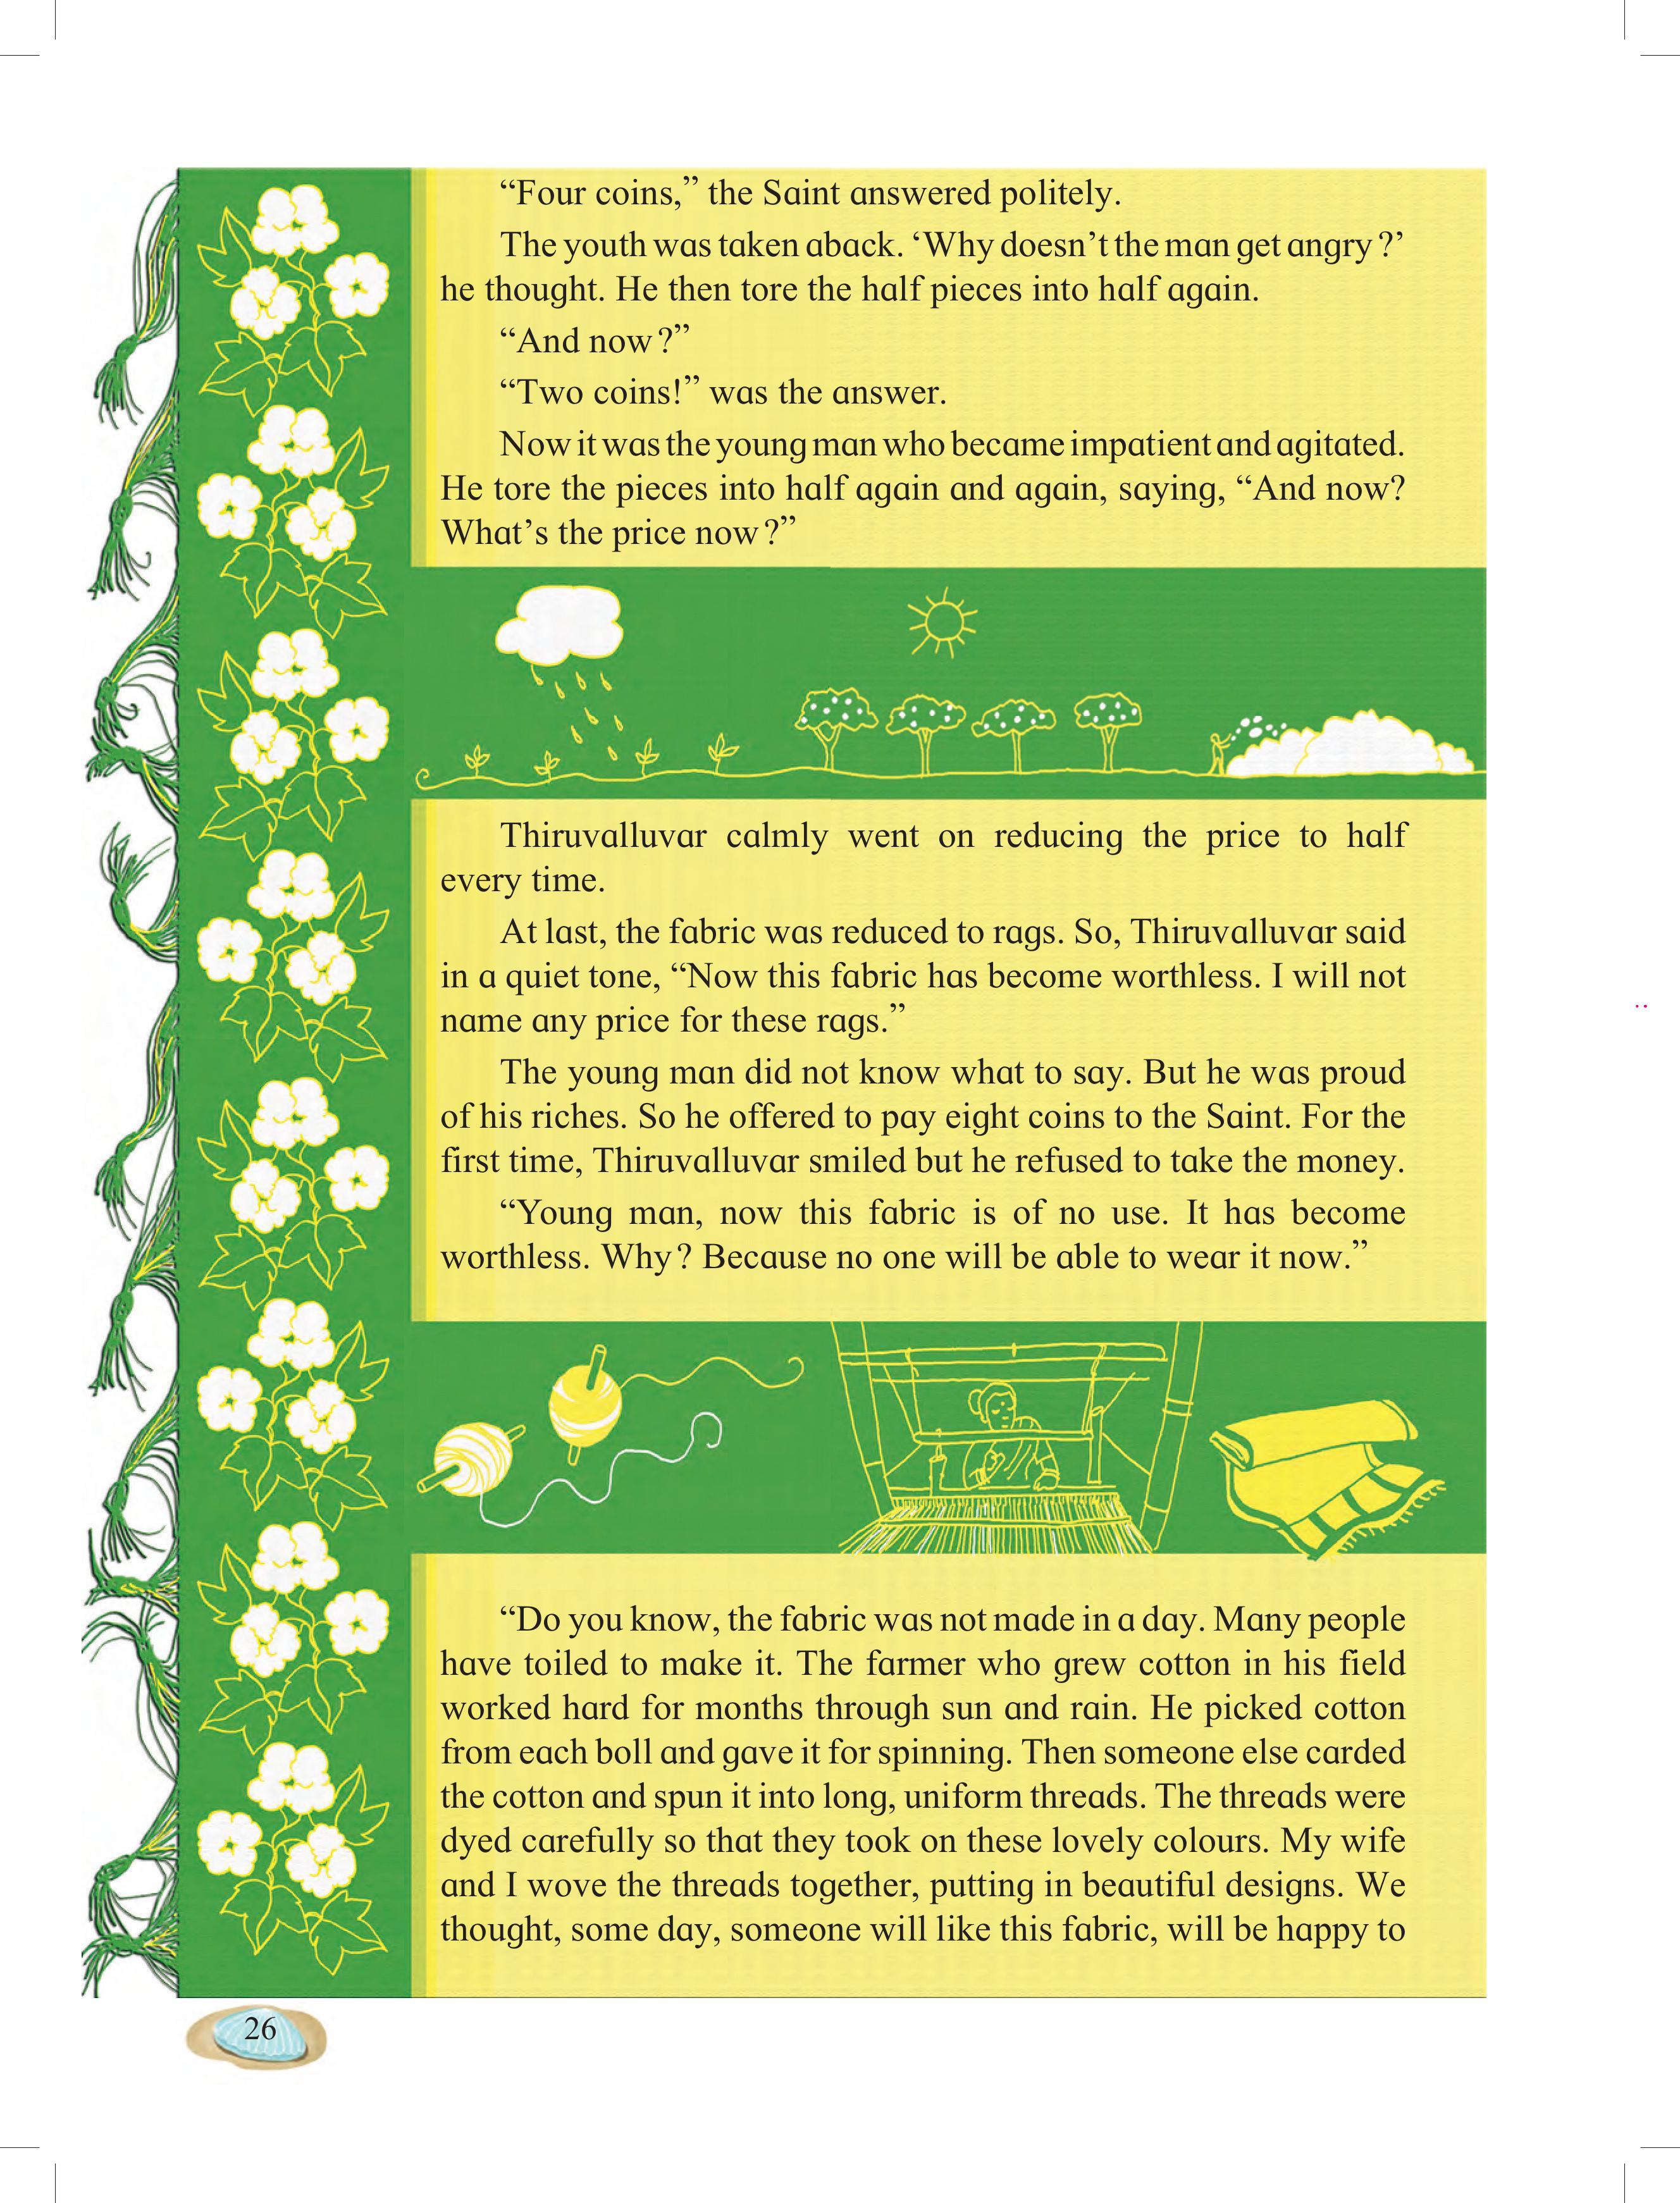 “Four coins,” the Saint answered politely.
The youth was taken aback. ‘Why doesn’t the man get angry?’
he thought. He then tore the half pieces into half again.
“And now?”
“Two coins!” was the answer.
Now it was the young man who became impatient and agitated.
He tore the pieces into half again and again, saying, “And now?
What’s the price now?”
Thiruvalluvar calmly went on reducing the price to half
every time.
At last, the fabric was reduced to rags. So, Thiruvalluvar said
in a quiet tone, “Now this fabric has become worthless. I will not
name any price for these rags.”
The young man did not know what to say. But he was proud
of his riches. So he offered to pay eight coins to the Saint. For the
first time, Thiruvalluvar smiled but he refused to take the money.
“Young man, now this fabric is of no use. It has become
worthless. Why? Because no one will be able to wear it now.”
“Do you know, the fabric was not made in a day. Many people
have toiled to make it. The farmer who grew cotton in his field
worked hard for months through sun and rain. He picked cotton
from each boll and gave it for spinning. Then someone else carded
the cotton and spun it into long, uniform threads. The threads were
dyed carefully so that they took on these lovely colours. My wife
and I wove the threads together, putting in beautiful designs. We
thought, some day, someone will like this fabric, will be happy to
26